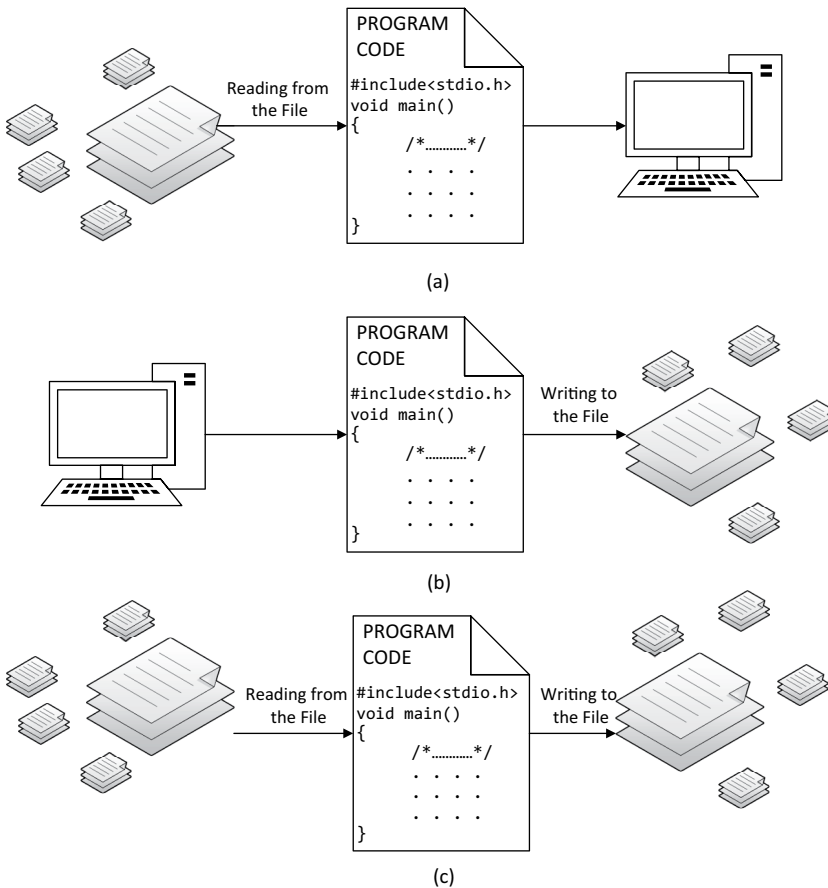 PROGRAM
CODE
Reading from
the File
#include<stdio.h>
void main()
{
/*............*/
. . . .
. . . .
. . . .
}
(a)
PROGRAM
CODE
#include<stdio.h>
void main()
{
/*............*/
. . . .
. . . .
. . . .
}
Writing to
the File
(b)
PROGRAM
CODE
Reading from
the File
#include<stdio.h>
void main()
{
/*............*/
. . . .
. . . .
. . . .
}
Writing to
the File
(c)